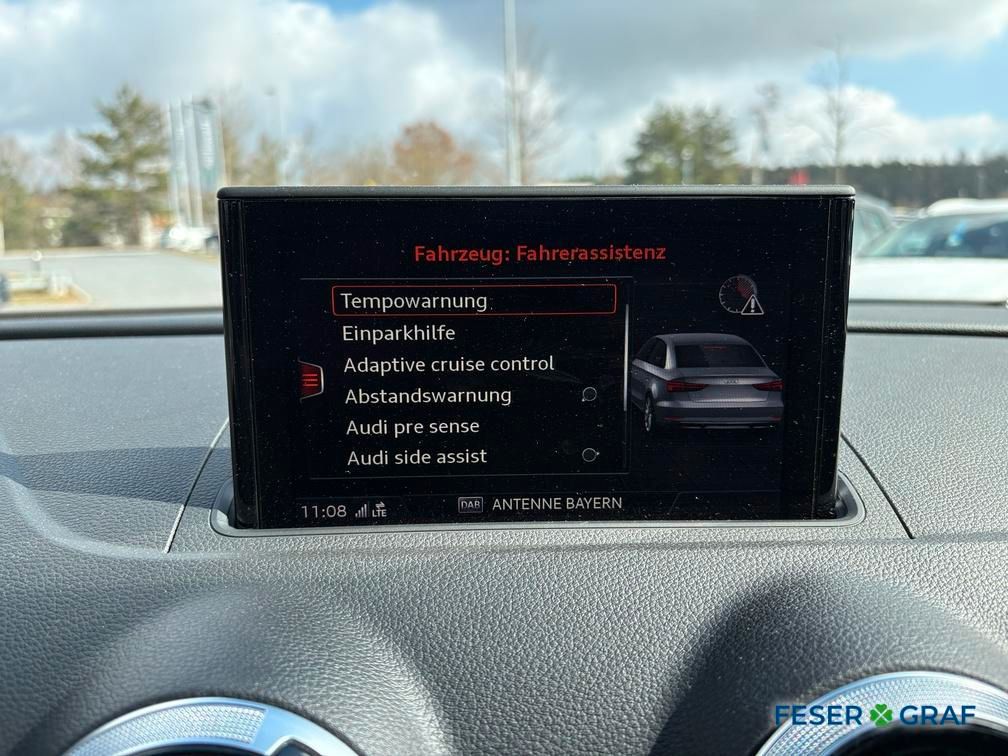 Fahrzeug: Fahrerassistenz
Tempowarnung
Einparkhilfe
Adaptive cruise control
Abstandswarnung
Audi pre sense
Audi side assist
11:08 LTE DAB ANTENNE BAYERN
FESER GRAF